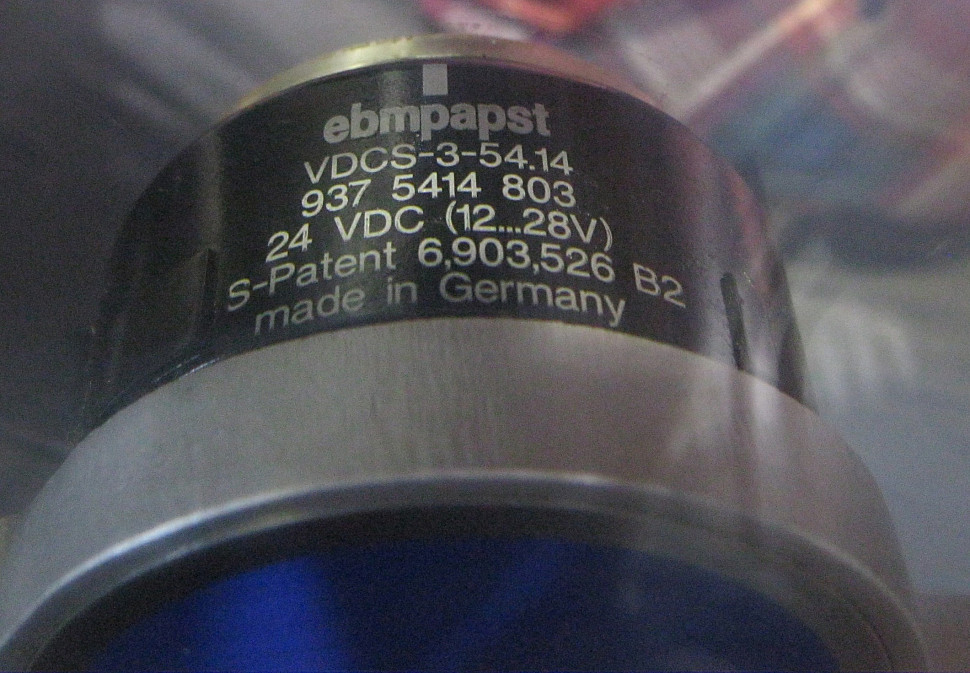 ebmpapst
VDCS-3-54.14
937 5414 803
24 VDC (12...28V)
S-Patent 6,903,526 B2
made in Germany